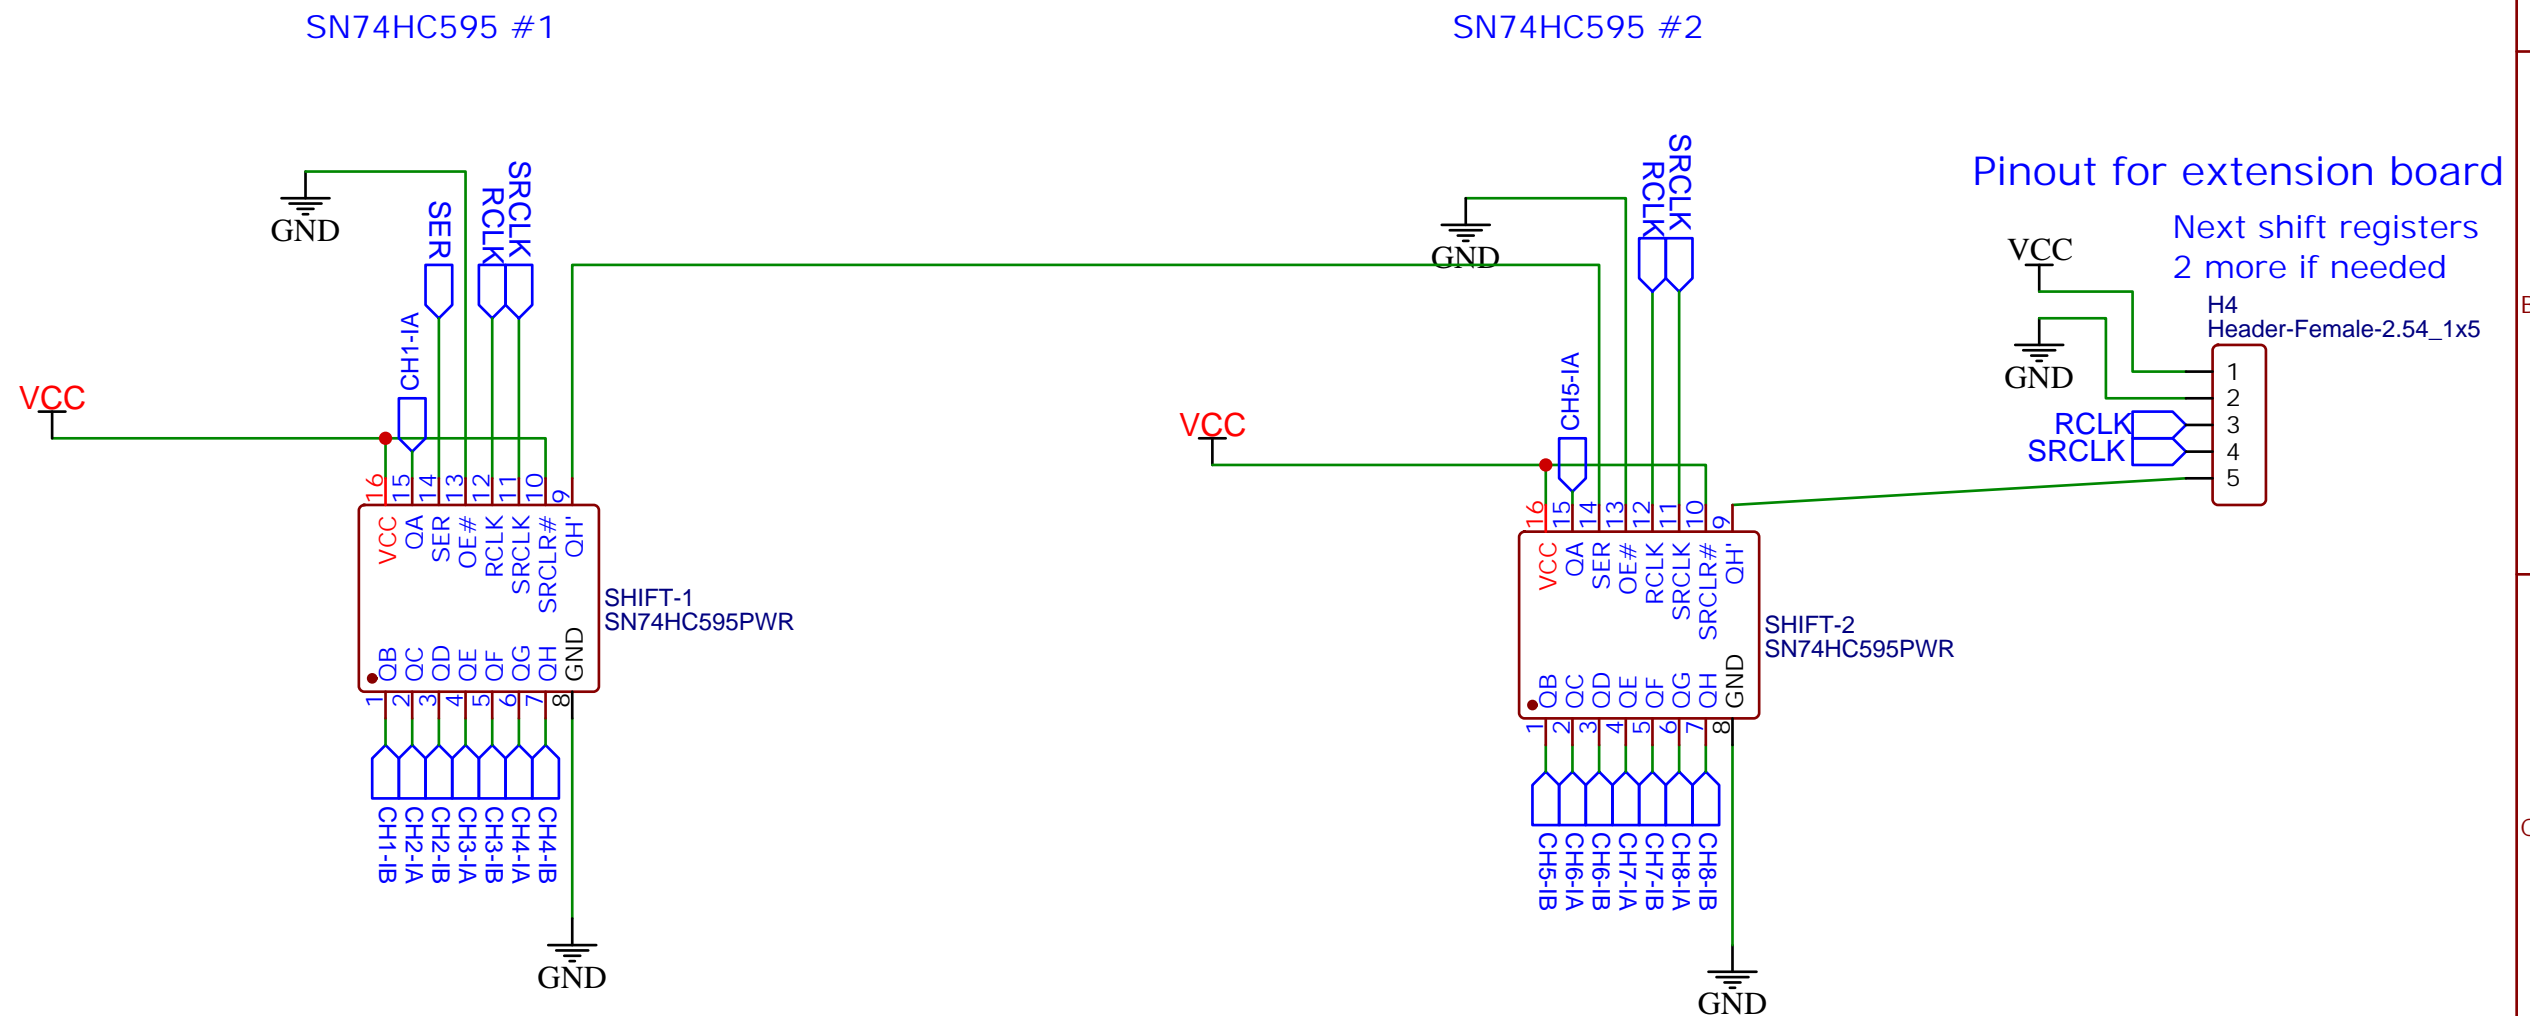 SN74HC595 #1
SN74HC595 #2
Pinout for extension board
Next shift registers
2 more if needed
VCC
GND
H4
Header-Female-2.54_1x5
1
2
3
4
5
RCLK
SRCLK
GND
SER
RCLK
SRCLK
CH1-IA
VCC
16
15
14
13
12
11
10
9
VCC
QA
SER
OE#
RCLK
SRCLK
SRCLR#
QH'
SHIFT-1
SN74HC595PWR
QB
QC
QD
QE
QF
QG
QH
GND
1
2
3
4
5
6
7
8
CH1-IB
CH2-IA
CH2-IB
CH3-IA
CH3-IB
CH4-IA
CH4-IB
GND
GND
RCLK
SRCLK
CH5-IA
VCC
16
15
14
13
12
11
10
9
VCC
QA
SER
OE#
RCLK
SRCLK
SRCLR#
QH'
SHIFT-2
SN74HC595PWR
QB
QC
QD
QE
QF
QG
QH
GND
1
2
3
4
5
6
7
8
CH5-IB
CH6-IA
CH6-IB
CH7-IA
CH7-IB
CH8-IA
CH8-IB
GND